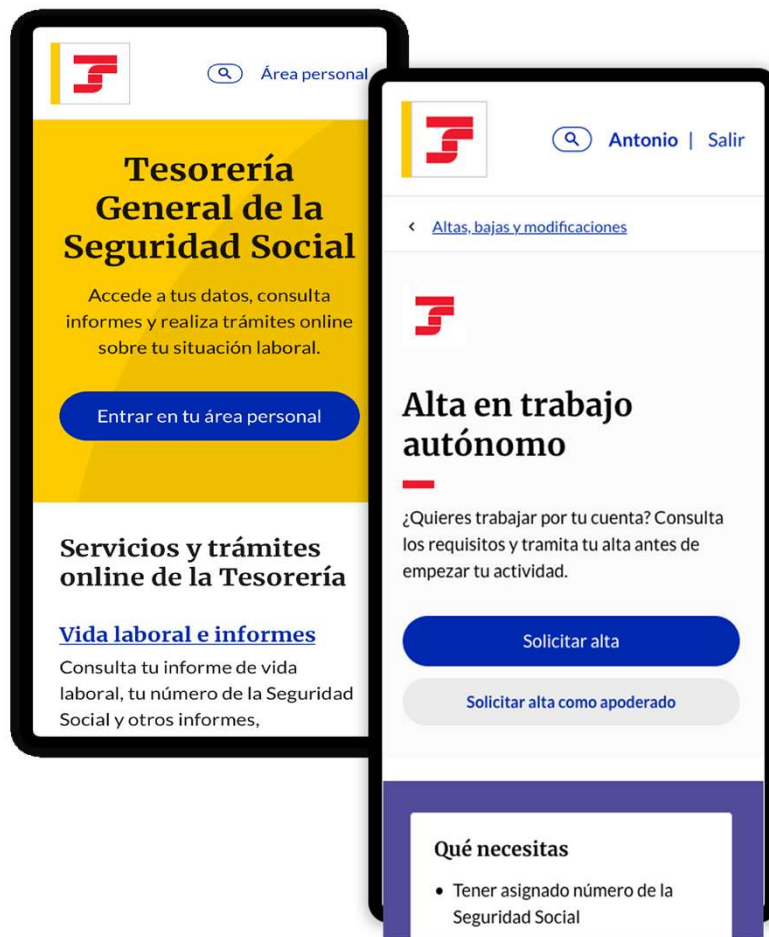 Área personal
Tesorería
General de la
Seguridad Social
Accede a tus datos, consulta
informes y realiza trámites online
sobre tu situación laboral.
Entrar en tu área personal
Servicios y trámites
online de la Tesorería
Vida laboral e informes
Consulta tu informe de vida
laboral, tu número de la Seguridad
Social y otros informes,
Antonio | Salir
Altas, bajas y modificaciones
Alta en trabajo
autónomo
¿Quieres trabajar por tu cuenta? Consulta
los requisitos y tramita tu alta antes de
empezar tu actividad.
Solicitar alta
Solicitar alta como apoderado
Qué necesitas
• Tener asignado número de la
Seguridad Social